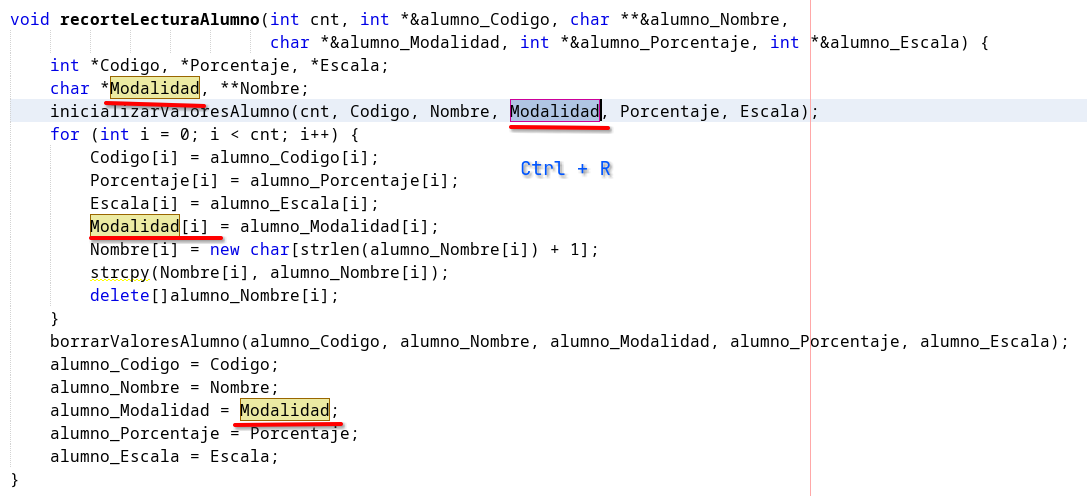 void recorteLecturaAlumno(int cnt, int *&alumno_Codigo, char **&alumno_Nombre,
                          char *&alumno_Modalidad, int *&alumno_Porcentaje, int *&alumno_Escala) {
    int *Codigo, *Porcentaje, *Escala;
    char *Modalidad, **Nombre;
    inicializarValoresAlumno(cnt, Codigo, Nombre, Modalidad, Porcentaje, Escala);
    for (int i = 0; i < cnt; i++) {
        Codigo[i] = alumno_Codigo[i];
Ctrl + R
        Porcentaje[i] = alumno_Porcentaje[i];
        Escala[i] = alumno_Escala[i];
        Modalidad[i] = alumno_Modalidad[i];
        Nombre[i] = new char[strlen(alumno_Nombre[i]) + 1];
        strcpy(Nombre[i], alumno_Nombre[i]);
        delete[]alumno_Nombre[i];
    }
    borrarValoresAlumno(alumno_Codigo, alumno_Nombre, alumno_Modalidad, alumno_Porcentaje, alumno_Escala);
    alumno_Codigo = Codigo;
    alumno_Nombre = Nombre;
    alumno_Modalidad = Modalidad;
    alumno_Porcentaje = Porcentaje;
    alumno_Escala = Escala;
}